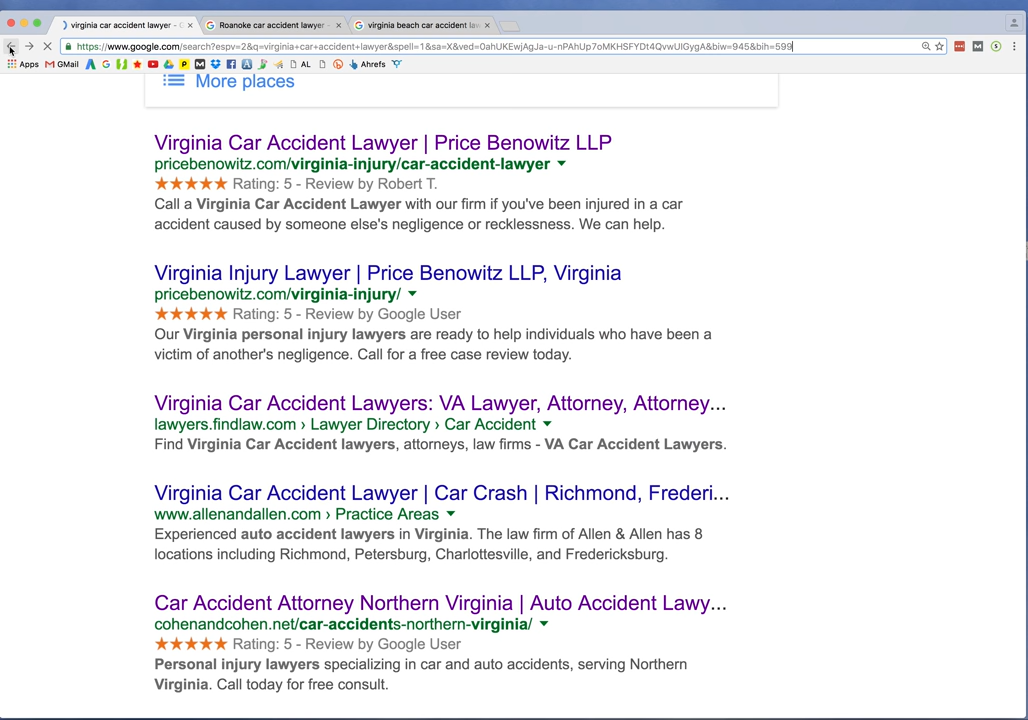 virginia car accident lawyer - G
Roanoke car accident lawyer -
virginia beach car accident law
https://www.google.com/search?espv=2&q=virginia+car+accident+lawyer&spell=1&sa=X&ved=0ahUKEwjAgJa-u-nPAhUp7oMKHSFYDt4QvwUIGygA&biw=945&bih=599
Apps GMail AL Ahrefs
More places
Virginia Car Accident Lawyer | Price Benowitz LLP
pricebenowitz.com/virginia-injury/car-accident-lawyer
Rating: 5 - Review by Robert T.
Call a Virginia Car Accident Lawyer with our firm if you've been injured in a car
accident caused by someone else's negligence or recklessness. We can help.
Virginia Injury Lawyer | Price Benowitz LLP, Virginia
pricebenowitz.com/virginia-injury/
Rating: 5 - Review by Google User
Our Virginia personal injury lawyers are ready to help individuals who have been a
victim of another's negligence. Call for a free case review today.
Virginia Car Accident Lawyers: VA Lawyer, Attorney, Attorney...
lawyers.findlaw.com › Lawyer Directory › Car Accident
Find Virginia Car Accident lawyers, attorneys, law firms - VA Car Accident Lawyers.
Virginia Car Accident Lawyer | Car Crash | Richmond, Frederi...
www.allenandallen.com › Practice Areas
Experienced auto accident lawyers in Virginia. The law firm of Allen & Allen has 8
locations including Richmond, Petersburg, Charlottesville, and Fredericksburg.
Car Accident Attorney Northern Virginia | Auto Accident Lawy...
cohenandcohen.net/car-accidents-northern-virginia/
Rating: 5 - Review by Google User
Personal injury lawyers specializing in car and auto accidents, serving Northern
Virginia. Call today for free consult.